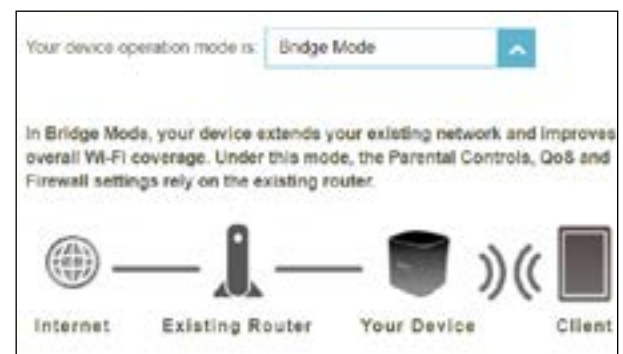 Your device operation mode is: Bridge Mode
In Bridge Mode, your device extends your existing network and improves
overall Wi-Fi coverage. Under this mode, the Parental Controls, QoS and
Firewall settings rely on the existing router.
Internet Existing Router Your Device Client